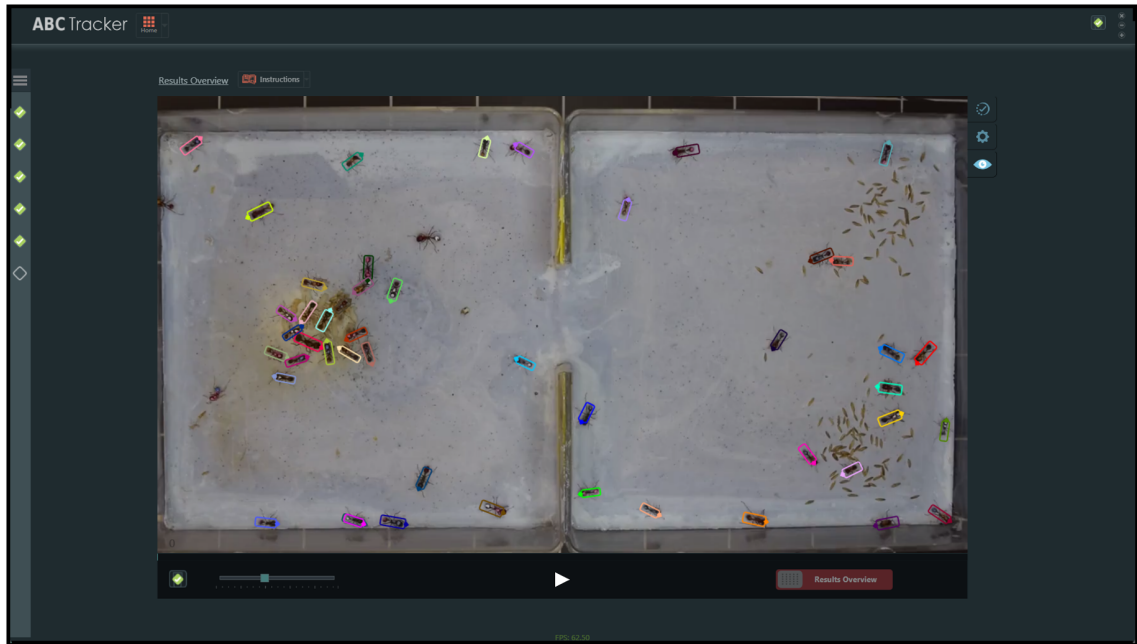 ABC Tracker
Home
Results Overview
Instructions
0
Results Overview
FPS: 62.50